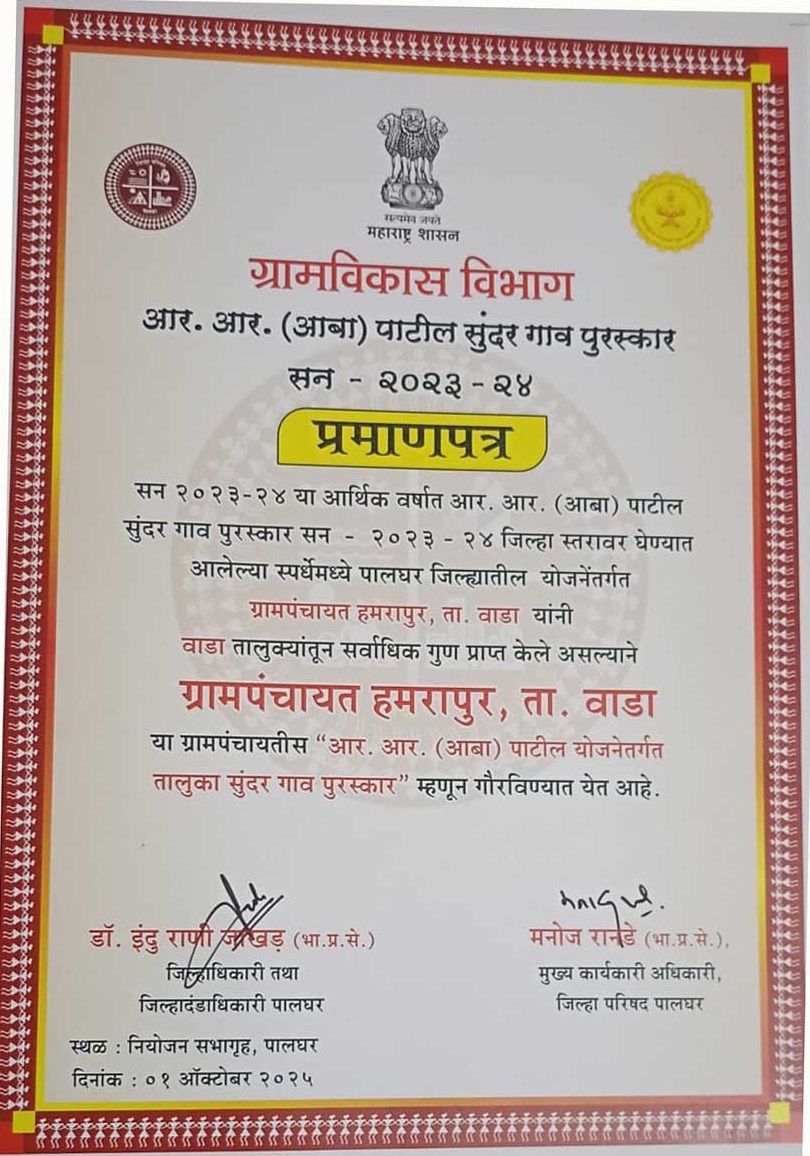 सत्यमेव जयते
महाराष्ट्र शासन
ग्रामविकास विभाग
आर. आर. (आबा) पाटील सुंदर गाव पुरस्कार
सन - २०२३ - २४
प्रमाणपत्र
सन २०२३-२४ या आर्थिक वर्षात आर. आर. (आबा) पाटील
सुंदर गाव पुरस्कार सन - २०२३ - २४ जिल्हा स्तरावर घेण्यात
आलेल्या स्पर्धेमध्ये पालघर जिल्ह्यातील योजनेंतर्गत
ग्रामपंचायत हमरापुर, ता. वाडा यांनी
वाडा तालुक्यांतून सर्वाधिक गुण प्राप्त केले असल्याने
ग्रामपंचायत हमरापुर, ता. वाडा
या ग्रामपंचायतीस “आर. आर. (आबा) पाटील योजनेतर्गत
तालुका सुंदर गाव पुरस्कार” म्हणून गौरविण्यात येत आहे.
डॉ. इंदु राणी जाखड़ (भा.प्र.से.)
जिल्हाधिकारी तथा
जिल्हादंडाधिकारी पालघर
मनोज रानडे (भा.प्र.से.),
मुख्य कार्यकारी अधिकारी,
जिल्हा परिषद पालघर
स्थळ : नियोजन सभागृह, पालघर
दिनांक : ०१ ऑक्टोबर २०२५